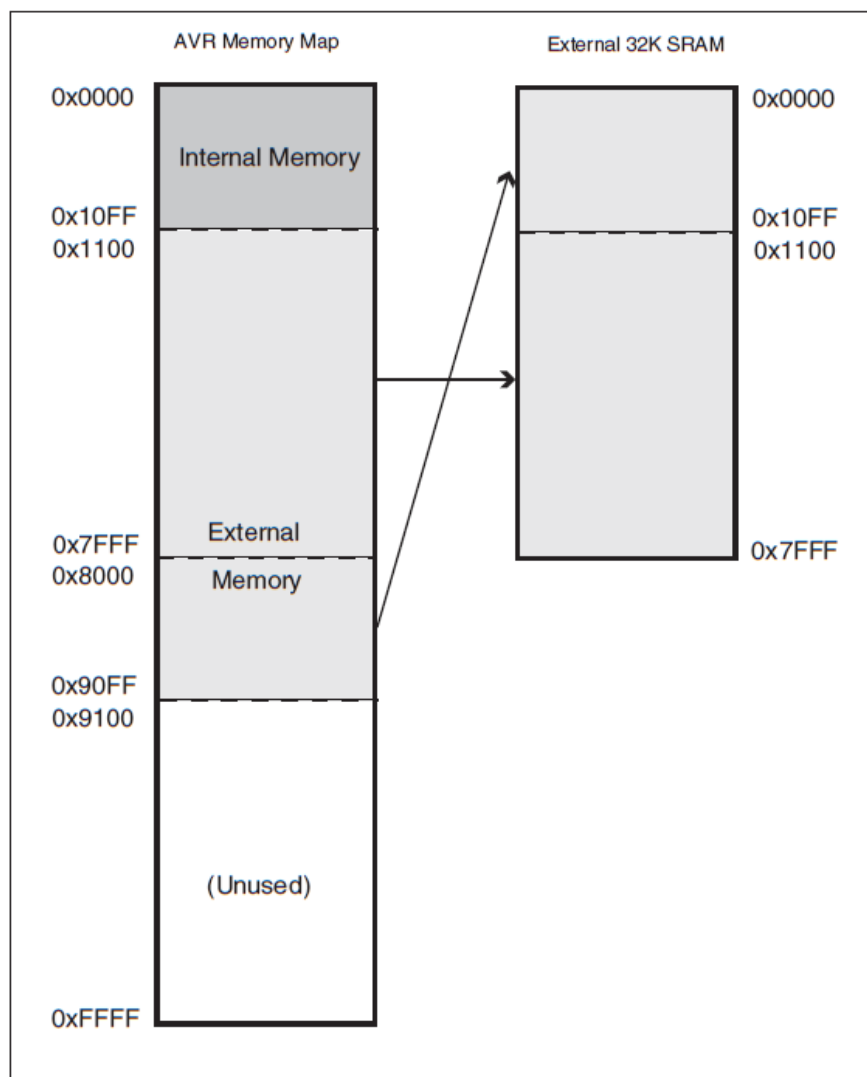 AVR Memory Map
External 32K SRAM
0x0000
Internal Memory
0x10FF
0x1100
External
0x7FFF
0x8000
Memory
0x90FF
0x9100
(Unused)
0xFFFF
0x0000
0x10FF
0x1100
0x7FFF